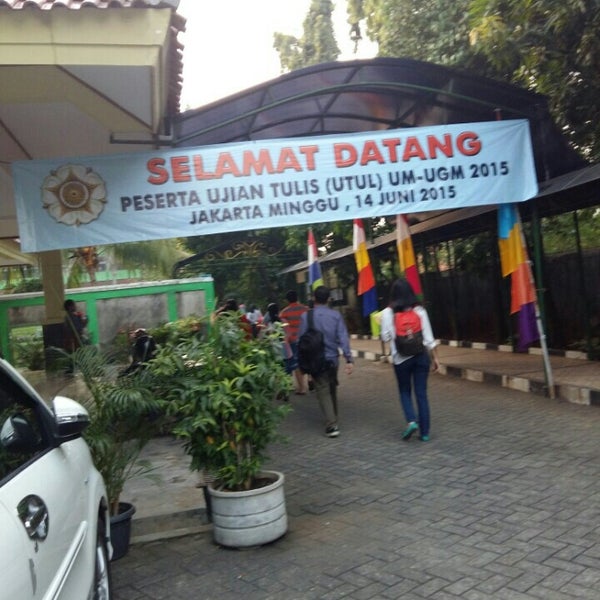 SELAMAT DATANG
PESERTA UJIAN TULIS (UTUL) UM-UGM 2015
JAKARTA MINGGU , 14 JUNI 2015